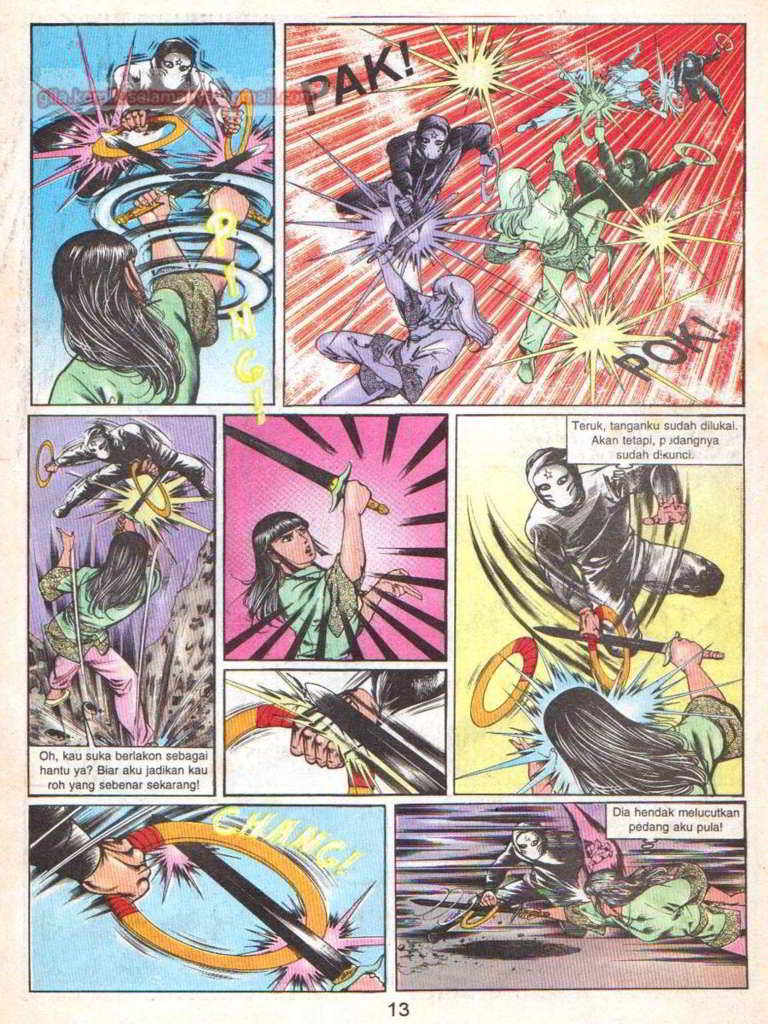 PING!
PAK!
POK!
Oh, kau suka berlakon sebagai
hantu ya? Biar aku jadikan kau
roh yang sebenar sekarang!
Teruk, tanganku sudah dilukai.
Akan tetapi, pedangnya
sudah dikunci.
CHANG!
Dia hendak melucutkan
pedang aku pula!
13